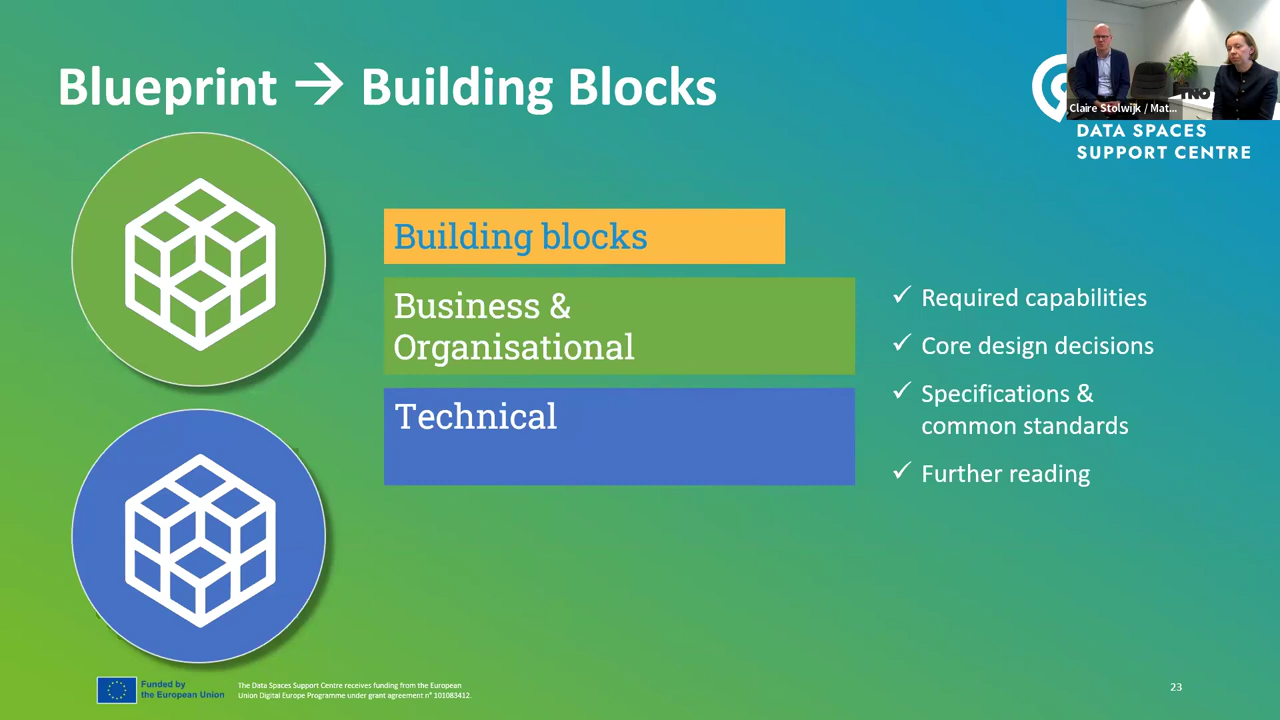 Blueprint → Building Blocks
Claire Stolwijk / Mat...
TNO
DATA SPACES
SUPPORT CENTRE
Building blocks
Business &
Organisational
Technical
✓ Required capabilities
✓ Core design decisions
✓ Specifications &
common standards
✓ Further reading
Funded by
the European Union
The Data Spaces Support Centre receives funding from the European
Union Digital Europe Programme under grant agreement n° 101083412.
23